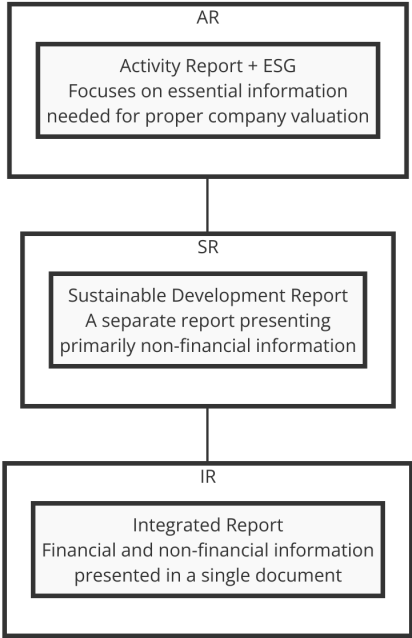 AR
Activity Report + ESG
Focuses on essential information
needed for proper company valuation
SR
Sustainable Development Report
A separate report presenting
primarily non-financial information
IR
Integrated Report
Financial and non-financial information
presented in a single document